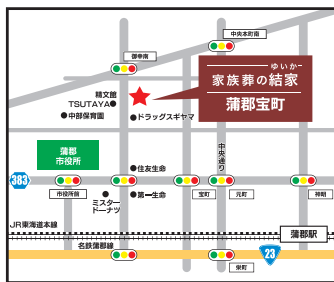 中央本町南
御幸南
ゆいか
家族葬の結家
蒲郡宝町
精文館
TSUTAYA
中部保育園
ドラッグスギヤマ
蒲郡
市役所
住友生命
中央通り
383
市役所前
宝町
元町
神明
ミスター
ドーナツ
第一生命
JR東海道本線
蒲郡駅
名鉄蒲郡線
23
栄町